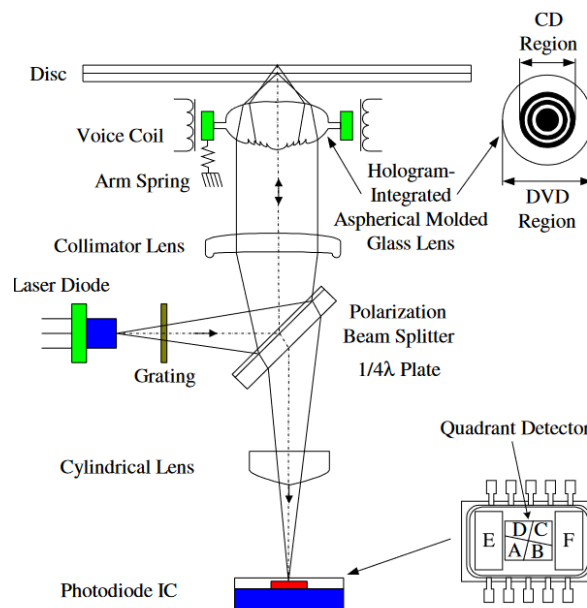 CD
Region
Disc
Voice Coil
Arm Spring
Hologram-
Integrated
Aspherical Molded
Glass Lens
DVD
Region
Collimator Lens
Laser Diode
Polarization
Beam Splitter
1/4λ Plate
Grating
Quadrant Detector
Cylindrical Lens
E
D
C
A
B
F
Photodiode IC